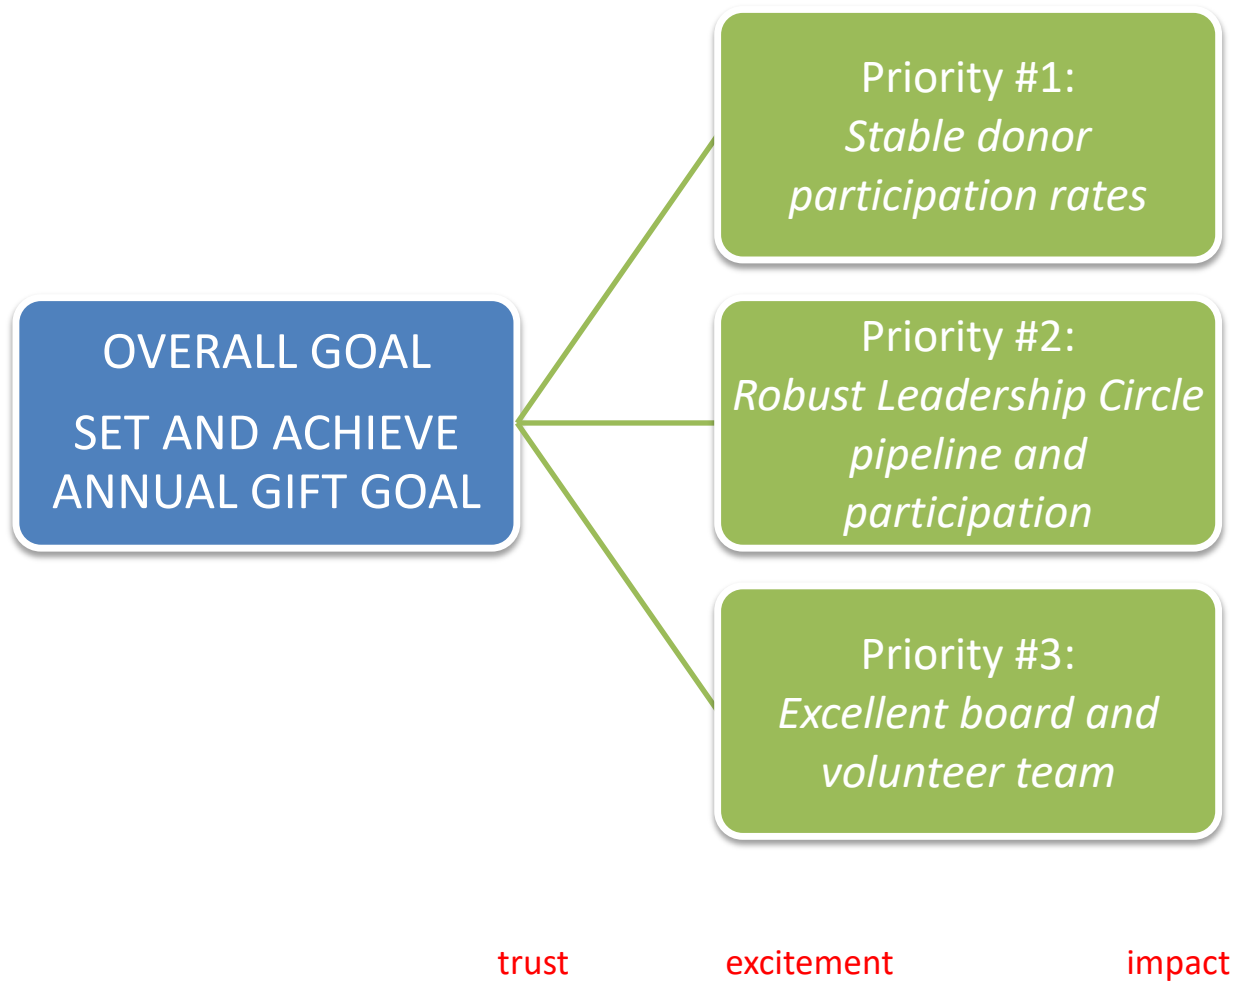 OVERALL GOAL
SET AND ACHIEVE
ANNUAL GIFT GOAL
Priority #1:
Stable donor
participation rates
Priority #2:
Robust Leadership Circle
pipeline and
participation
Priority #3:
Excellent board and
volunteer team
trust excitement impact